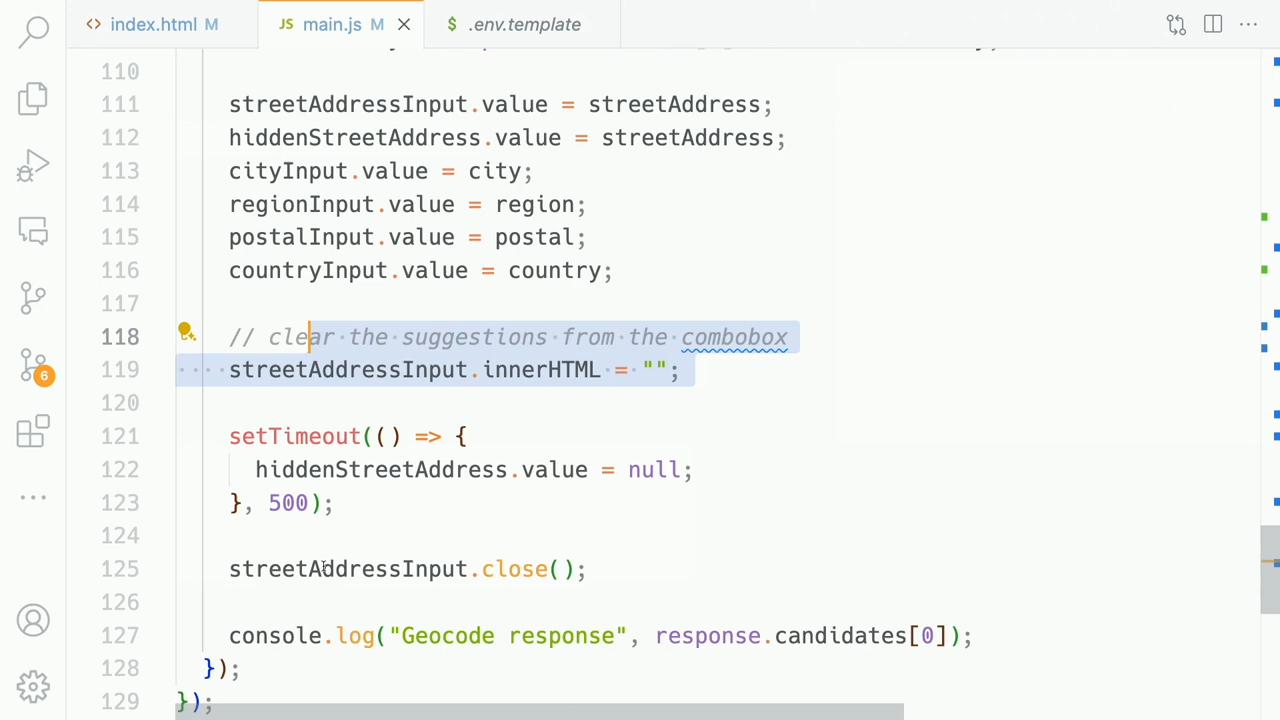 <> index.html M
JS main.js M ×
$ .env.template
110
111 streetAddressInput.value = streetAddress;
112 hiddenStreetAddress.value = streetAddress;
113 cityInput.value = city;
114 regionInput.value = region;
115 postalInput.value = postal;
116 countryInput.value = country;
117
118 // clear·the·suggestions·from·the·combobox
119 ····streetAddressInput.innerHTML·=·"";
120
121 setTimeout(() => {
122 hiddenStreetAddress.value = null;
123 }, 500);
124
125 streetAddressInput.close();
126
127 console.log("Geocode response", response.candidates[0]);
128 });
129 });
6